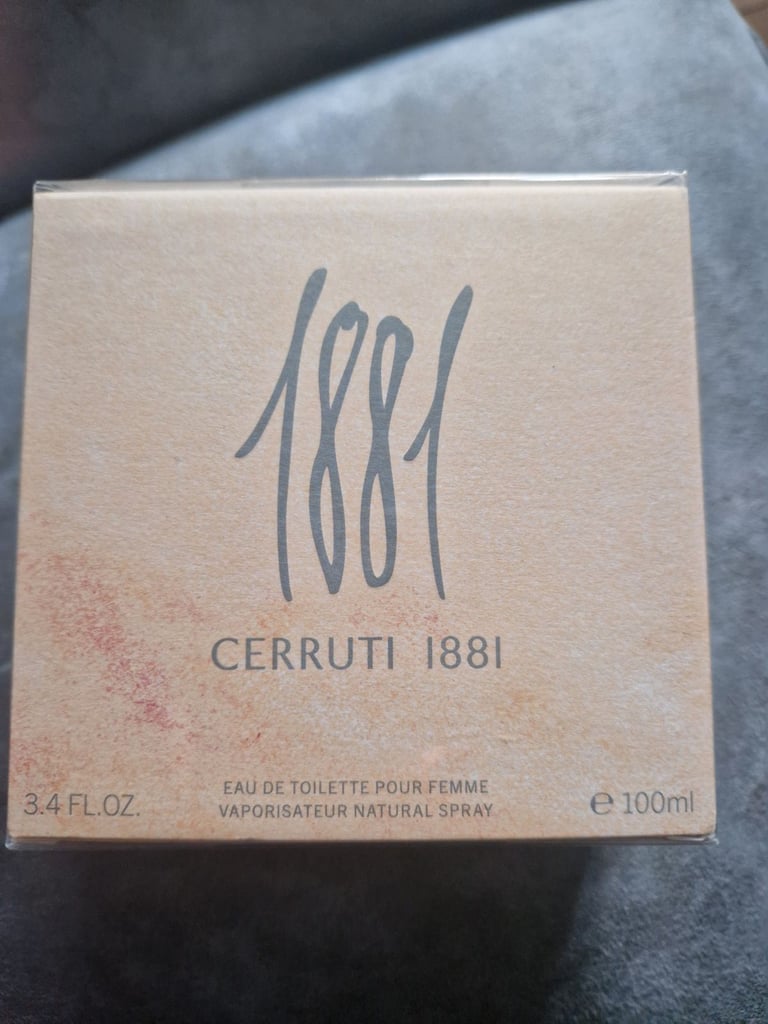 1881
CERRUTI 1881
EAU DE TOILETTE POUR FEMME
3.4 FL.OZ.
VAPORISATEUR NATURAL SPRAY
℮ 100ml